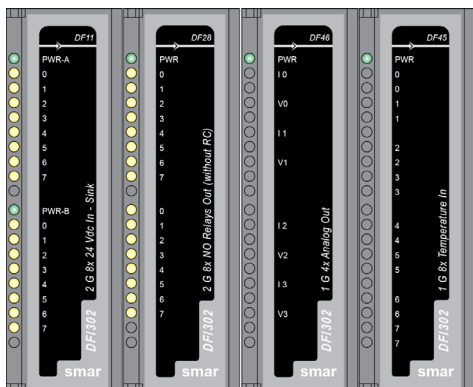 DF11
PWR-A
0
1
2
3
4
5
6
7
PWR-B
0
1
2
3
4
5
6
7
2 G 8x 24 Vdc In - Sink
DFI302
smar
DF28
PWR
0
1
2
3
4
5
6
7
0
1
2
3
4
5
6
7
2 G 8x NO Relays Out (without RC)
DFI302
smar
DF46
PWR
I 0
V0
I 1
V1
I 2
V2
I 3
V3
1 G 4x Analog Out
DFI302
smar
DF45
PWR
0
0
1
1
2
2
3
3
4
4
5
5
6
6
7
7
1 G 8x Temperature In
DFI302
smar